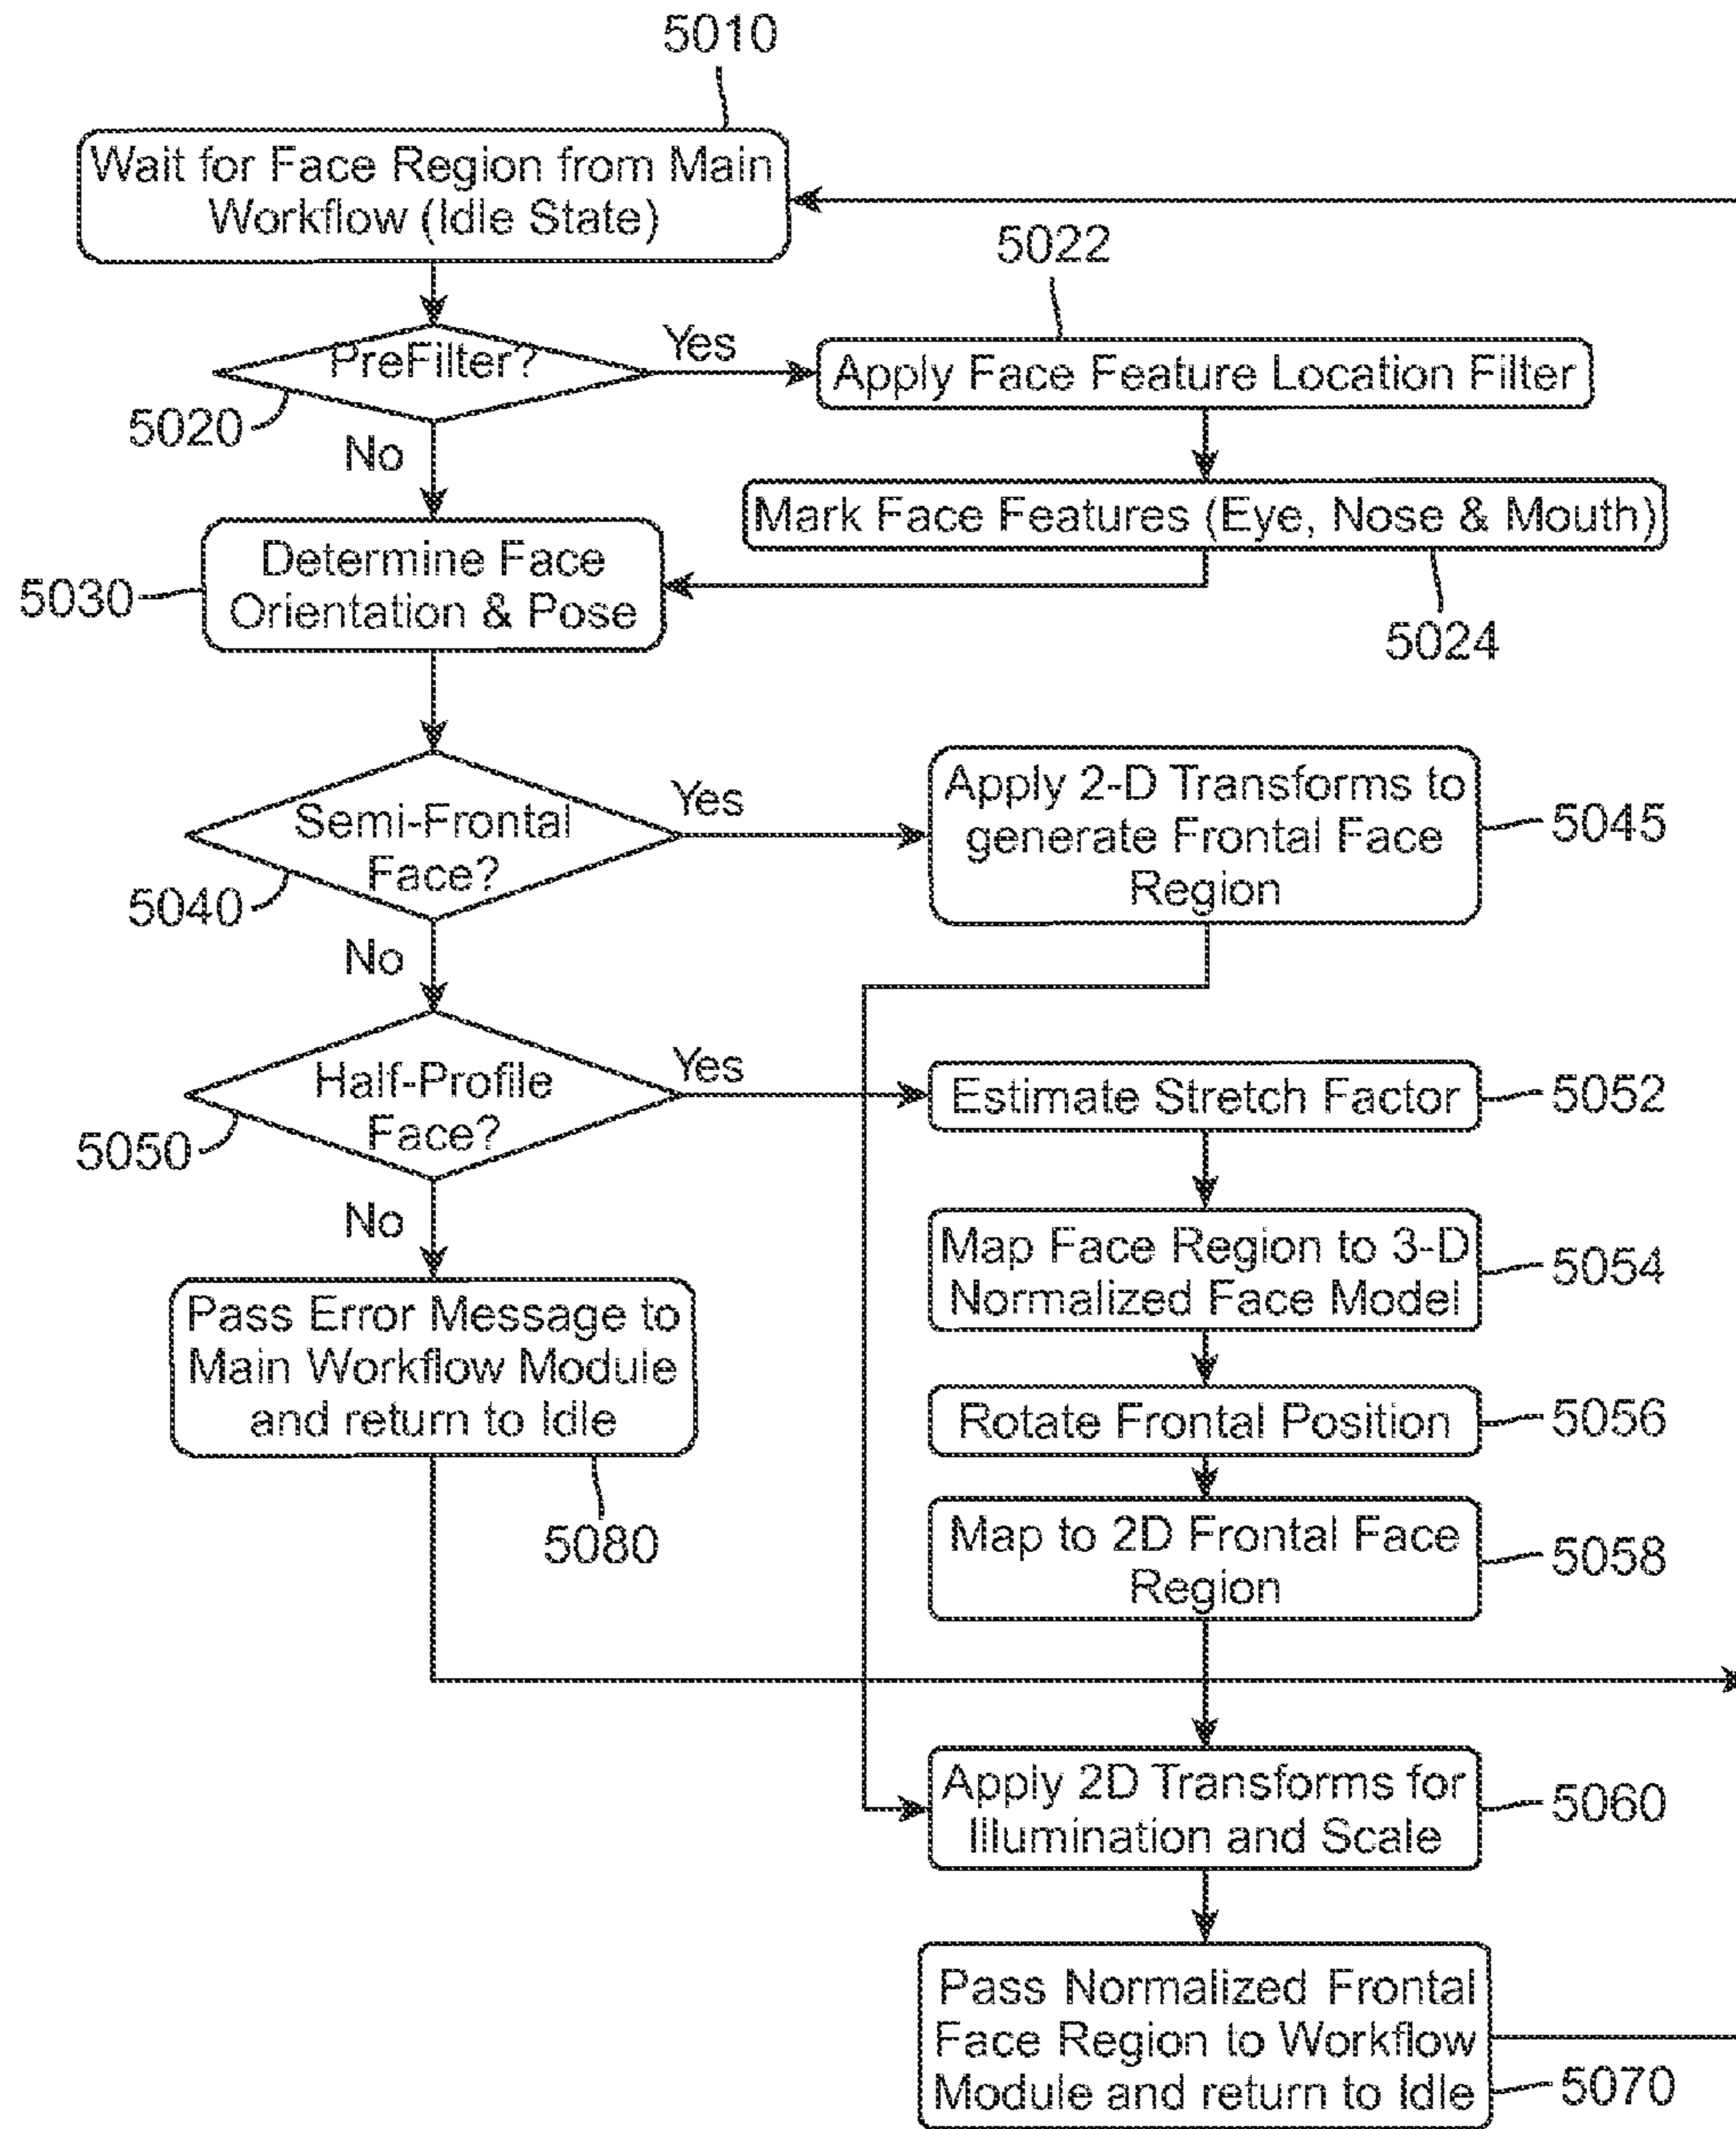 5010
Wait for Face Region from Main
Workflow (Idle State)
5022
PreFilter?
Yes
Apply Face Feature Location Filter
5020
No
Mark Face Features (Eye, Nose & Mouth)
Determine Face
Orientation & Pose
5030
5024
Semi-Frontal
Face?
Yes
5040
Apply 2-D Transforms to
generate Frontal Face
Region
5045
No
Half-Profile
Face?
Yes
5050
Estimate Stretch Factor
5052
No
Map Face Region to 3-D
Normalized Face Model
5054
Pass Error Message to
Main Workflow Module
and return to Idle
5080
Rotate Frontal Position
5056
Map to 2D Frontal Face
Region
5058
Apply 2D Transforms for
Illumination and Scale
5060
Pass Normalized Frontal
Face Region to Workflow
Module and return to Idle
5070